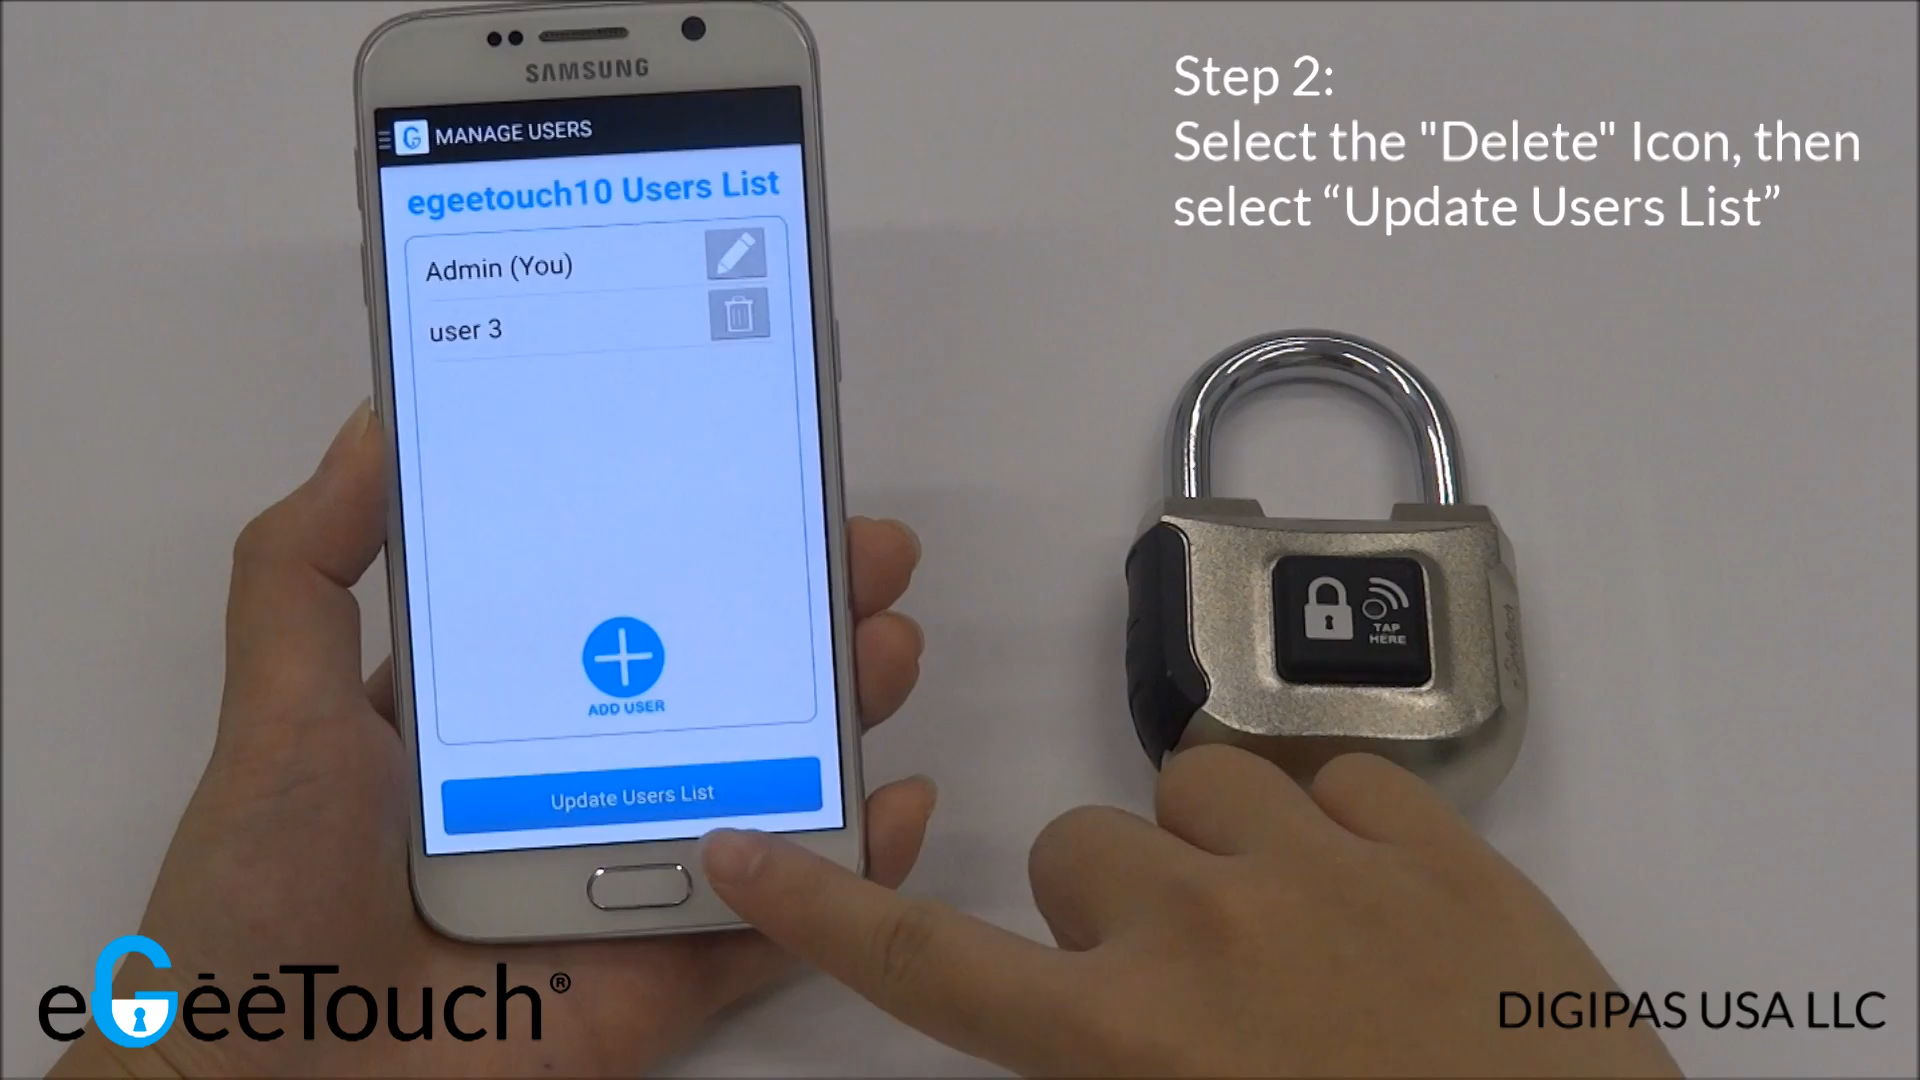 SAMSUNG
MANAGE USERS
egeetouch10 Users List
Admin (You)
user 3
ADD USER
Update Users List
Step 2:
Select the "Delete" Icon, then
select “Update Users List”
TAP
HERE
eGēēTouch®
DIGIPAS USA LLC